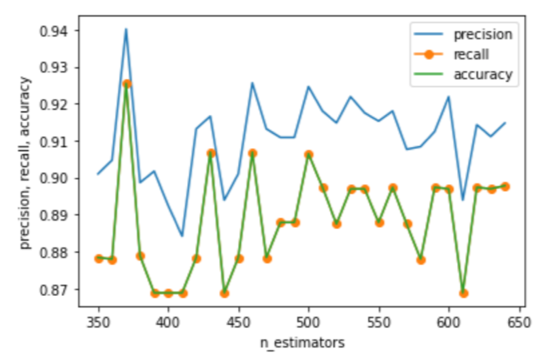 precision
recall
accuracy
precision, recall, accuracy
0.94
0.93
0.92
0.91
0.90
0.89
0.88
0.87
350 400 450 500 550 600 650
n_estimators